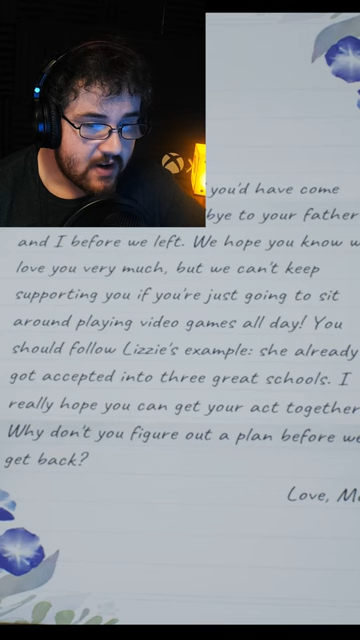 you'd have come
bye to your father
and I before we left. We hope you know
love you very much, but we can't keep
supporting you if you're just going to sit
around playing video games all day! You
should follow Lizzie's example: she already
got accepted into three great schools. I
really hope you can get your act together
Why don't you figure out a plan before we
get back?
Love,